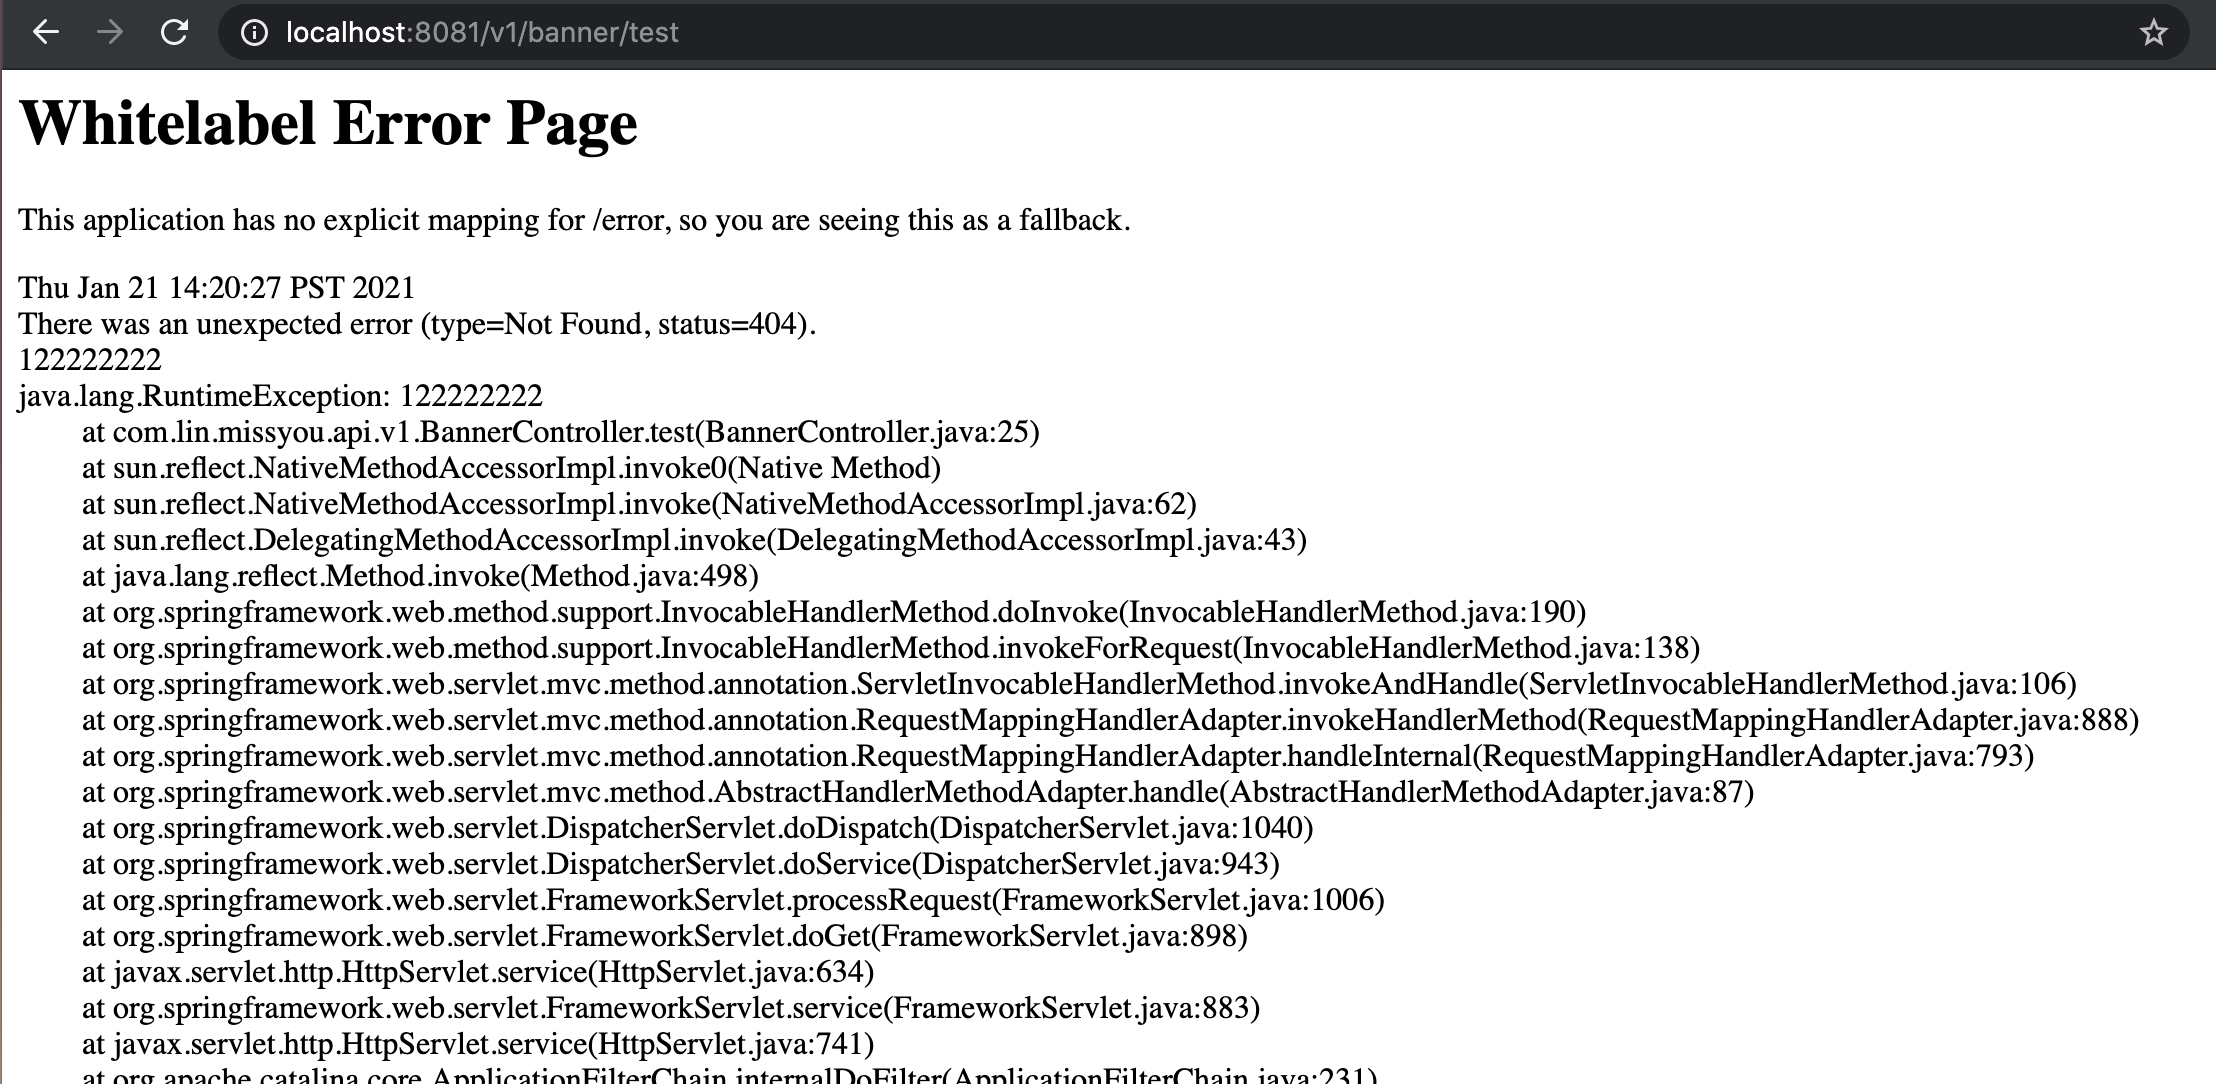 localhost:8081/v1/banner/test
Whitelabel Error Page
This application has no explicit mapping for /error, so you are seeing this as a fallback.
Thu Jan 21 14:20:27 PST 2021
There was an unexpected error (type=Not Found, status=404).
122222222
java.lang.RuntimeException: 122222222
at com.lin.missyou.api.v1.BannerController.test(BannerController.java:25)
at sun.reflect.NativeMethodAccessorImpl.invoke0(Native Method)
at sun.reflect.NativeMethodAccessorImpl.invoke(NativeMethodAccessorImpl.java:62)
at sun.reflect.DelegatingMethodAccessorImpl.invoke(DelegatingMethodAccessorImpl.java:43)
at java.lang.reflect.Method.invoke(Method.java:498)
at org.springframework.web.method.support.InvocableHandlerMethod.doInvoke(InvocableHandlerMethod.java:190)
at org.springframework.web.method.support.InvocableHandlerMethod.invokeForRequest(InvocableHandlerMethod.java:138)
at org.springframework.web.servlet.mvc.method.annotation.ServletInvocableHandlerMethod.invokeAndHandle(ServletInvocableHandlerMethod.java:106)
at org.springframework.web.servlet.mvc.method.annotation.RequestMappingHandlerAdapter.invokeHandlerMethod(RequestMappingHandlerAdapter.java:888)
at org.springframework.web.servlet.mvc.method.annotation.RequestMappingHandlerAdapter.handleInternal(RequestMappingHandlerAdapter.java:793)
at org.springframework.web.servlet.mvc.method.AbstractHandlerMethodAdapter.handle(AbstractHandlerMethodAdapter.java:87)
at org.springframework.web.servlet.DispatcherServlet.doDispatch(DispatcherServlet.java:1040)
at org.springframework.web.servlet.DispatcherServlet.doService(DispatcherServlet.java:943)
at org.springframework.web.servlet.FrameworkServlet.processRequest(FrameworkServlet.java:1006)
at org.springframework.web.servlet.FrameworkServlet.doGet(FrameworkServlet.java:898)
at javax.servlet.http.HttpServlet.service(HttpServlet.java:634)
at org.springframework.web.servlet.FrameworkServlet.service(FrameworkServlet.java:883)
at javax.servlet.http.HttpServlet.service(HttpServlet.java:741)
at org.apache.catalina.core.ApplicationFilterChain.internalDoFilter(ApplicationFilterChain.java:231)